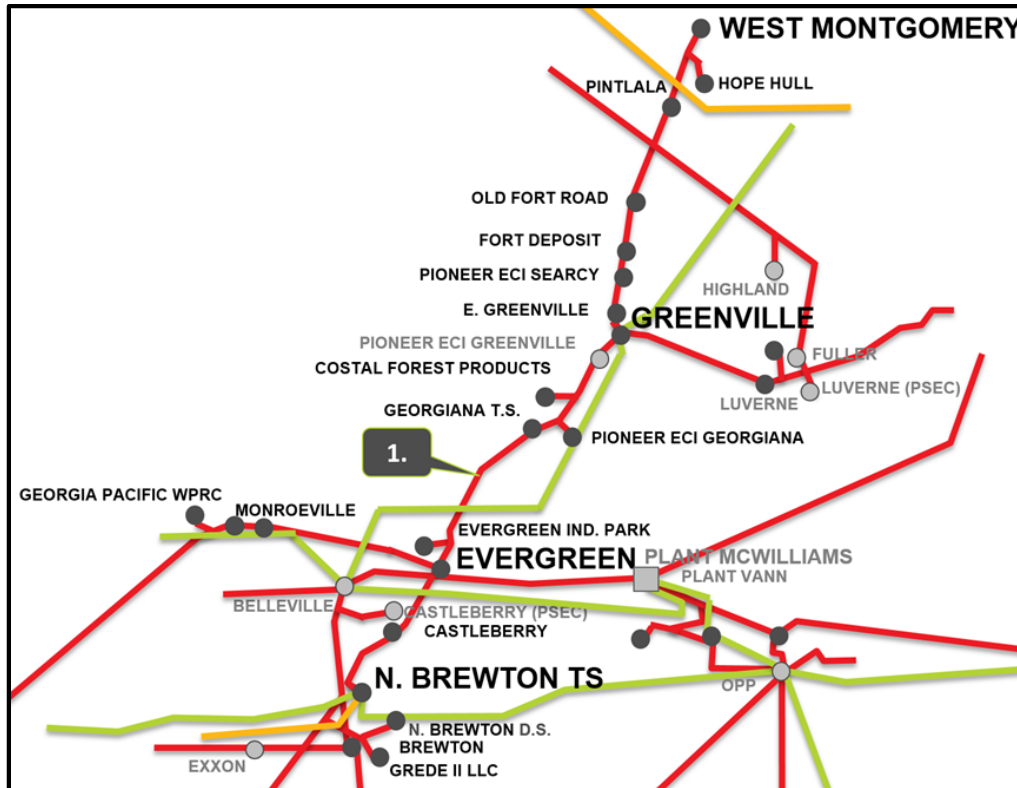 WEST MONTGOMERY
HOPE HULL
PINTLALA
OLD FORT ROAD
FORT DEPOSIT
PIONEER ECI SEARCY
HIGHLAND
E. GREENVILLE
GREENVILLE
PIONEER ECI GREENVILLE
FULLER
COSTAL FOREST PRODUCTS
LUVERNE (PSEC)
LUVERNE
GEORGIANA T.S.
PIONEER ECI GEORGIANA
1.
GEORGIA PACIFIC WPRC
MONROEVILLE
EVERGREEN IND. PARK
EVERGREEN
PLANT MCWILLIAMS
PLANT VANN
BELLEVILLE
CASTLEBERRY (PSEC)
CASTLEBERRY
N. BREWTON TS
OPP
N. BREWTON D.S.
BREWTON
EXXON
GREDE II LLC